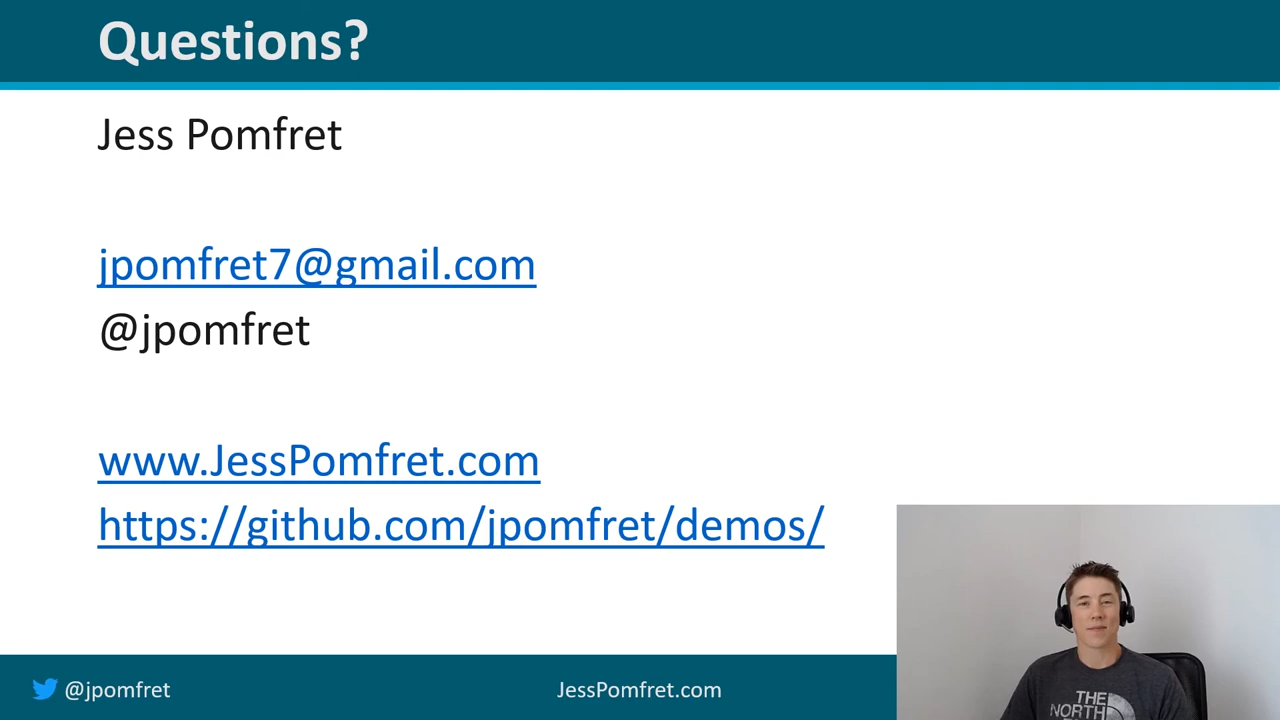 Questions?
Jess Pomfret
jpomfret7@gmail.com
@jpomfret
www.JessPomfret.com
https://github.com/jpomfret/demos/
@jpomfret
JessPomfret.com
THE
NORTH